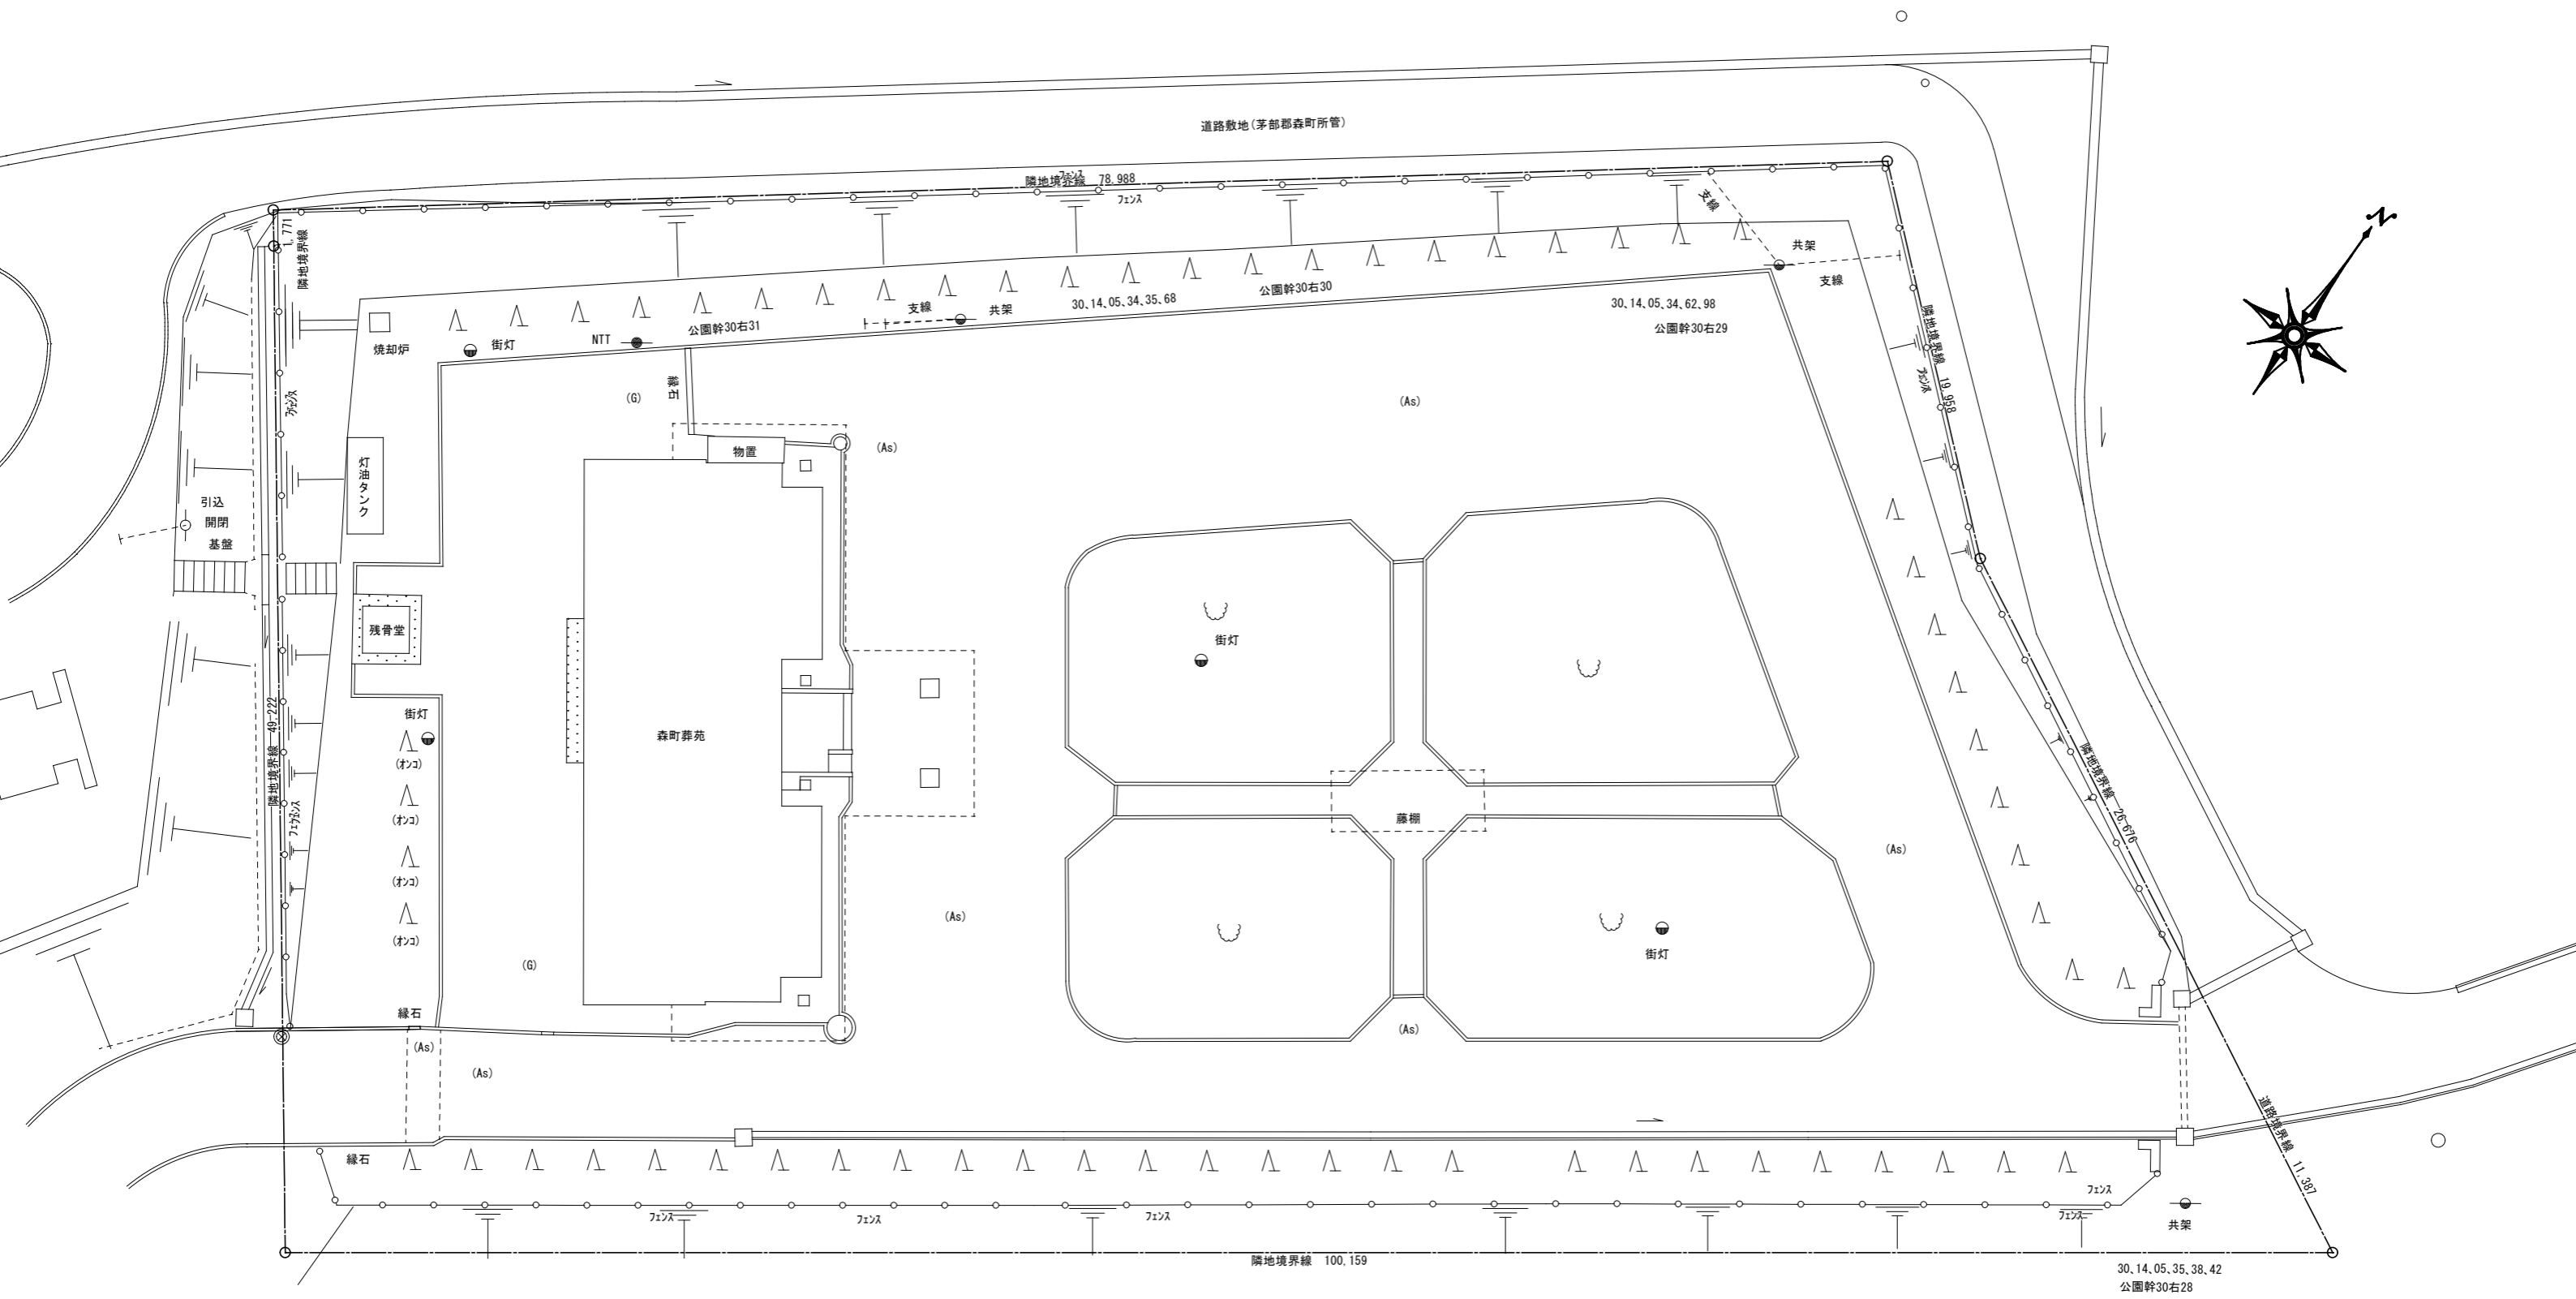 道路敷地(茅部郡森町所管)
隣地境界線 78,988
フェンス
フェンス
1,771
隣地境界線
支線
共架
支線
N
公園幹30右31
支線
共架
30、14、05、34、35、68
公園幹30右30
30、14、05、34、62、98
公園幹30右29
焼却炉
街灯
NTT
隣地境界線 19,958
フェンス
フェンス
(G)
縁石
(As)
(As)
物置
灯油タンク
引込
開閉
基盤
残骨堂
街灯
街灯
森町葬苑
隣地境界線 49,222
(オンコ)
(オンコ)
(オンコ)
(オンコ)
フェンス
藤棚
隣地境界線 26,676
(As)
(As)
街灯
(G)
縁石
(As)
(As)
(As)
道路境界線 11,387
縁石
フェンス
フェンス
フェンス
フェンス
フェンス
共架
隣地境界線 100,159
30、14、05、35、38、42
公園幹30右28